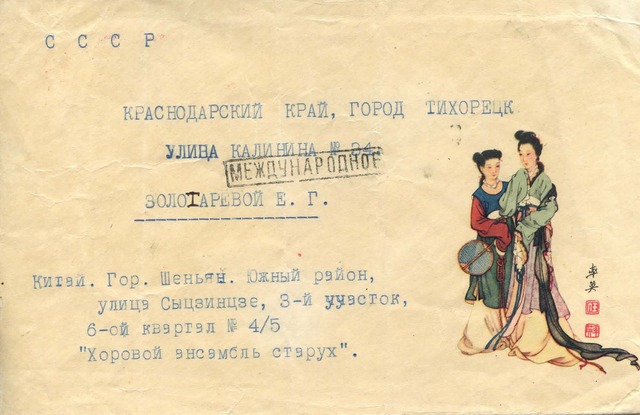 СССР
КРАСНОДАРСКИЙ КРАЙ, ГОРОД ТИХОРЕЦК
УЛИЦА КАЛИНИНА № 24.
МЕЖДУНАРОДНОЕ
ЗОЛОТАРЕВОЙ Е. Г.
Китай. Гор. Шеньян. Южный район,
улица Сыцзинцзе, 3-й участок,
6-ой квартал № 4/5
"Хоровой ансамбль старух".